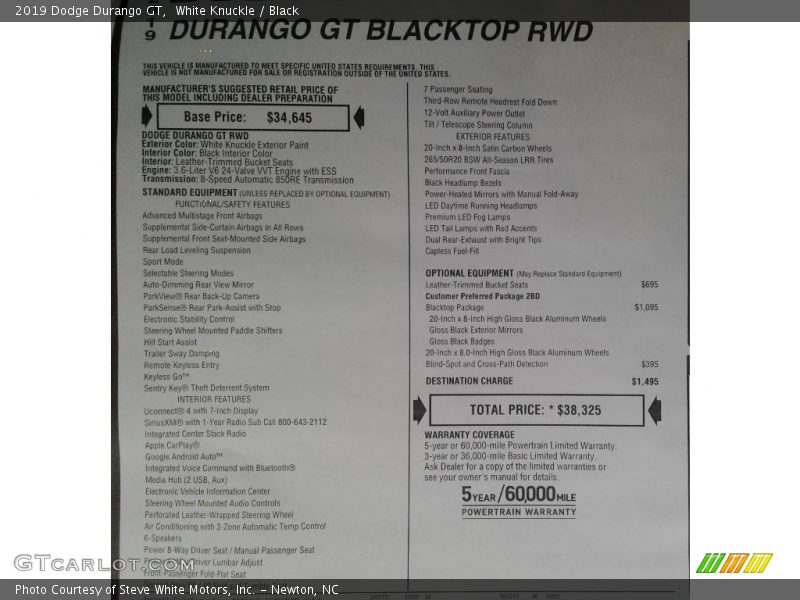 2019 Dodge Durango GT,  White Knuckle / Black
19 DURANGO GT BLACKTOP RWD
THIS VEHICLE IS MANUFACTURED TO MEET SPECIFIC UNITED STATES REQUIREMENTS. THIS
VEHICLE IS NOT MANUFACTURED FOR SALE OR REGISTRATION OUTSIDE OF THE UNITED STATES.
MANUFACTURER'S SUGGESTED RETAIL PRICE OF
THIS MODEL INCLUDING DEALER PREPARATION
Base Price: $34,645
DODGE DURANGO GT RWD
Exterior Color: White Knuckle Exterior Paint
Interior Color: Black Interior Color
Interior: Leather-Trimmed Bucket Seats
Engine: 3.6-Liter V6 24-Valve VVT Engine with ESS
Transmission: 8-Speed Automatic 850RE Transmission
STANDARD EQUIPMENT (UNLESS REPLACED BY OPTIONAL EQUIPMENT)
FUNCTIONAL/SAFETY FEATURES
Advanced Multistage Front Airbags
Supplemental Side-Curtain Airbags in All Rows
Supplemental Front Seat-Mounted Side Airbags
Rear Load Leveling Suspension
Sport Mode
Selectable Steering Modes
Auto-Dimming Rear View Mirror
ParkView® Rear Back-Up Camera
ParkSense® Rear Park-Assist with Stop
Electronic Stability Control
Steering Wheel Mounted Paddle Shifters
Hill Start Assist
Trailer Sway Damping
Remote Keyless Entry
Keyless Go™
Sentry Key® Theft Deterrent System
INTERIOR FEATURES
Uconnect® 4 with 7-Inch Display
SiriusXM® with 1-Year Radio Sub Call 800-643-2112
Integrated Center Stack Radio
Apple CarPlay®
Google Android Auto™
Integrated Voice Command with Bluetooth®
Media Hub (2 USB, Aux)
Electronic Vehicle Information Center
Steering Wheel Mounted Audio Controls
Perforated Leather-Wrapped Steering Wheel
Air Conditioning with 3-Zone Automatic Temp Control
6-Speakers
Power 8-Way Driver Seat / Manual Passenger Seat
Driver Lumbar Adjust
Front-Passenger Fold-Flat Seat
7 Passenger Seating
Third-Row Remote Headrest Fold Down
12-Volt Auxiliary Power Outlet
Tilt / Telescope Steering Column
EXTERIOR FEATURES
20-Inch x 8-Inch Satin Carbon Wheels
265/50R20 BSW All-Season LRR Tires
Performance Front Fascia
Black Headlamp Bezels
Power-Heated Mirrors with Manual Fold-Away
LED Daytime Running Headlamps
Premium LED Fog Lamps
LED Tail Lamps with Red Accents
Dual Rear-Exhaust with Bright Tips
Capless Fuel-Fill
OPTIONAL EQUIPMENT (May Replace Standard Equipment)
Leather-Trimmed Bucket Seats $695
Customer Preferred Package 2BD
Blacktop Package $1,095
20-Inch x 8-Inch High Gloss Black Aluminum Wheels
Gloss Black Exterior Mirrors
Gloss Black Badges
20-Inch x 8.0-Inch High Gloss Black Aluminum Wheels
Blind-Spot and Cross-Path Detection $395
DESTINATION CHARGE $1,495
TOTAL PRICE: * $38,325
WARRANTY COVERAGE
5-year or 60,000-mile Powertrain Limited Warranty.
3-year or 36,000-mile Basic Limited Warranty.
Ask Dealer for a copy of the limited warranties or
see your owner's manual for details.
5YEAR/60,000MILE
POWERTRAIN WARRANTY
GTcarlot.com
Photo Courtesy of Steve White Motors, Inc. – Newton, NC